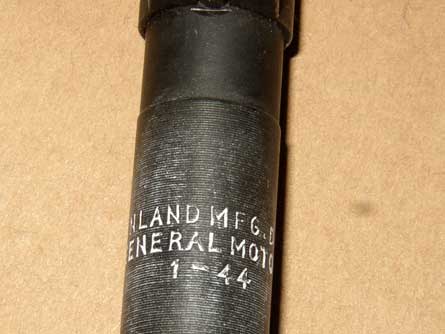 NLAND MFG. D
ENERAL MOTO
1-44